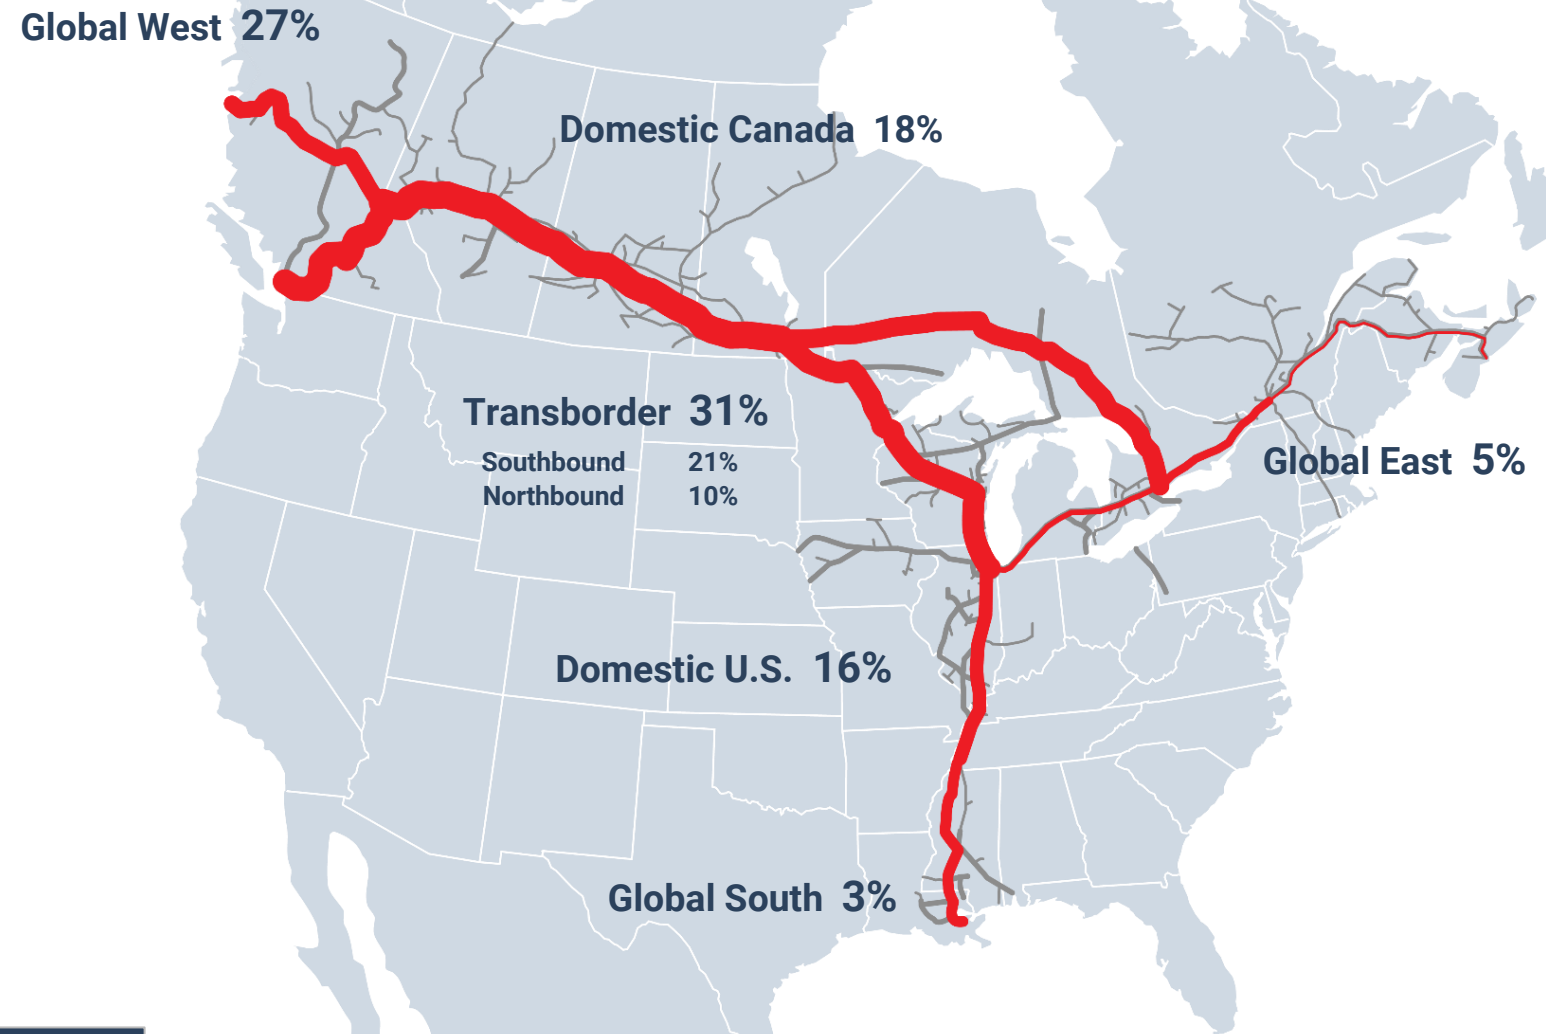 Global West 27%
Domestic Canada 18%
Transborder 31%
Southbound 21%
Northbound 10%
Global East 5%
Domestic U.S. 16%
Global South 3%